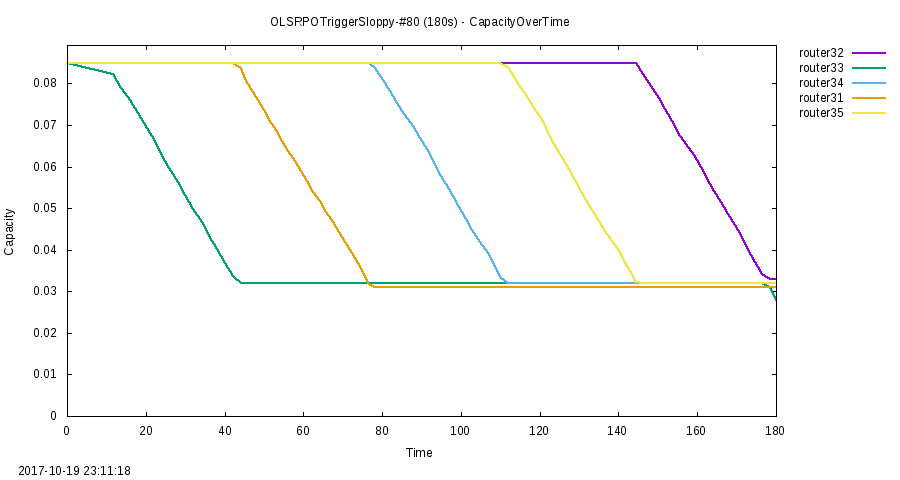 OLSRPOTriggerSloppy-#80 (180s) - CapacityOverTime
router32
router33
router34
router31
router35
0.08
0.07
0.06
0.05
0.04
0.03
0.02
0.01
0
Capacity
0 20 40 60 80 100 120 140 160 180
Time
2017-10-19 23:11:18